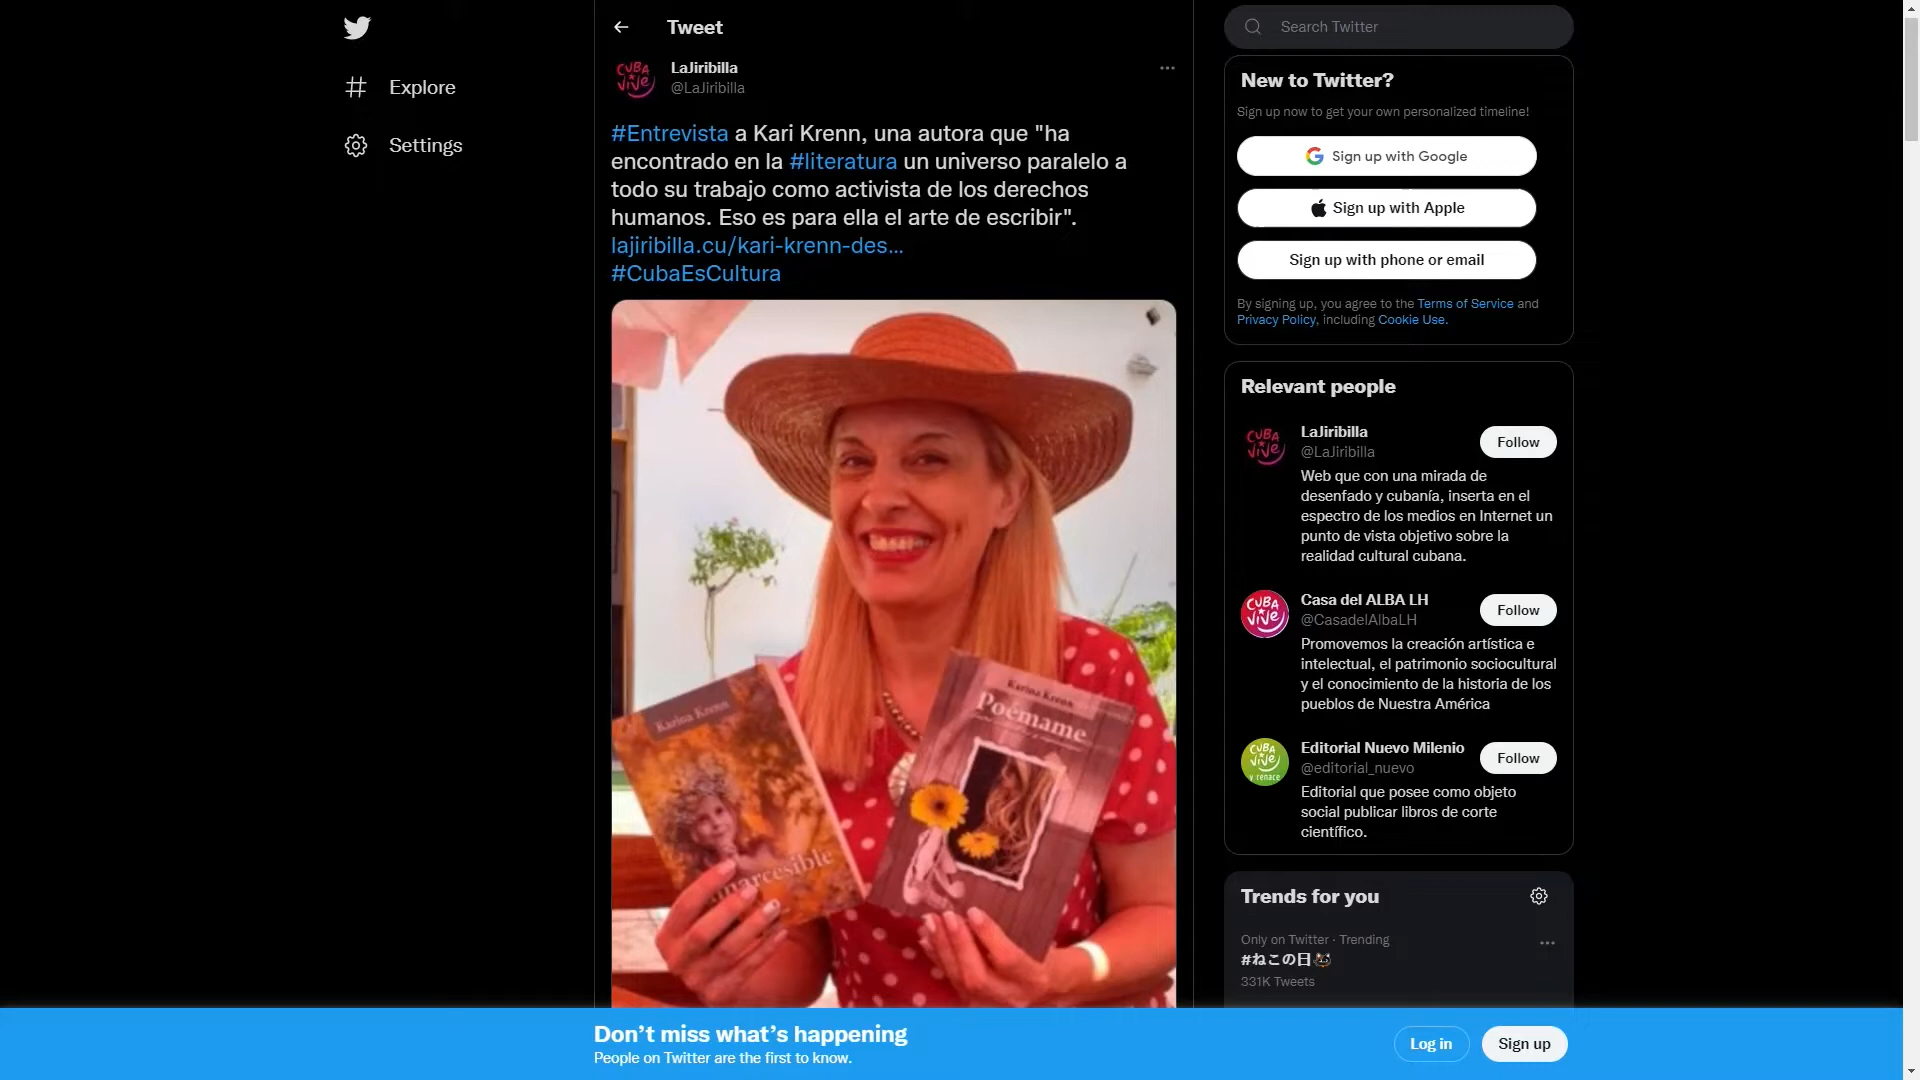 Tweet
Search Twitter
Explore
Settings
LaJiribilla
@LaJiribilla
#Entrevista a Kari Krenn, una autora que "ha
encontrado en la #literatura un universo paralelo a
todo su trabajo como activista de los derechos
humanos. Eso es para ella el arte de escribir".
lajiribilla.cu/kari-krenn-des…
#CubaEsCultura
Karina Krenn
Karina Krenn
Poémame
New to Twitter?
Sign up now to get your own personalized timeline!
Sign up with Google
Sign up with Apple
Sign up with phone or email
By signing up, you agree to the Terms of Service and
Privacy Policy, including Cookie Use.
Relevant people
CUBA
ViVe
LaJiribilla
@LaJiribilla
Follow
Web que con una mirada de
desenfado y cubanía, inserta en el
espectro de los medios en Internet un
punto de vista objetivo sobre la
realidad cultural cubana.
CUBA
ViVe
Casa del ALBA LH
@CasadelAlbaLH
Follow
Promovemos la creación artística e
intelectual, el patrimonio sociocultural
y el conocimiento de la historia de los
pueblos de Nuestra América
CUBA
ViVe
y renace
Editorial Nuevo Milenio
@editorial_nuevo
Follow
Editorial que posee como objeto
social publicar libros de corte
científico.
Trends for you
Only on Twitter · Trending
#ねこの日
331K Tweets
Don’t miss what’s happening
People on Twitter are the first to know.
Log in
Sign up